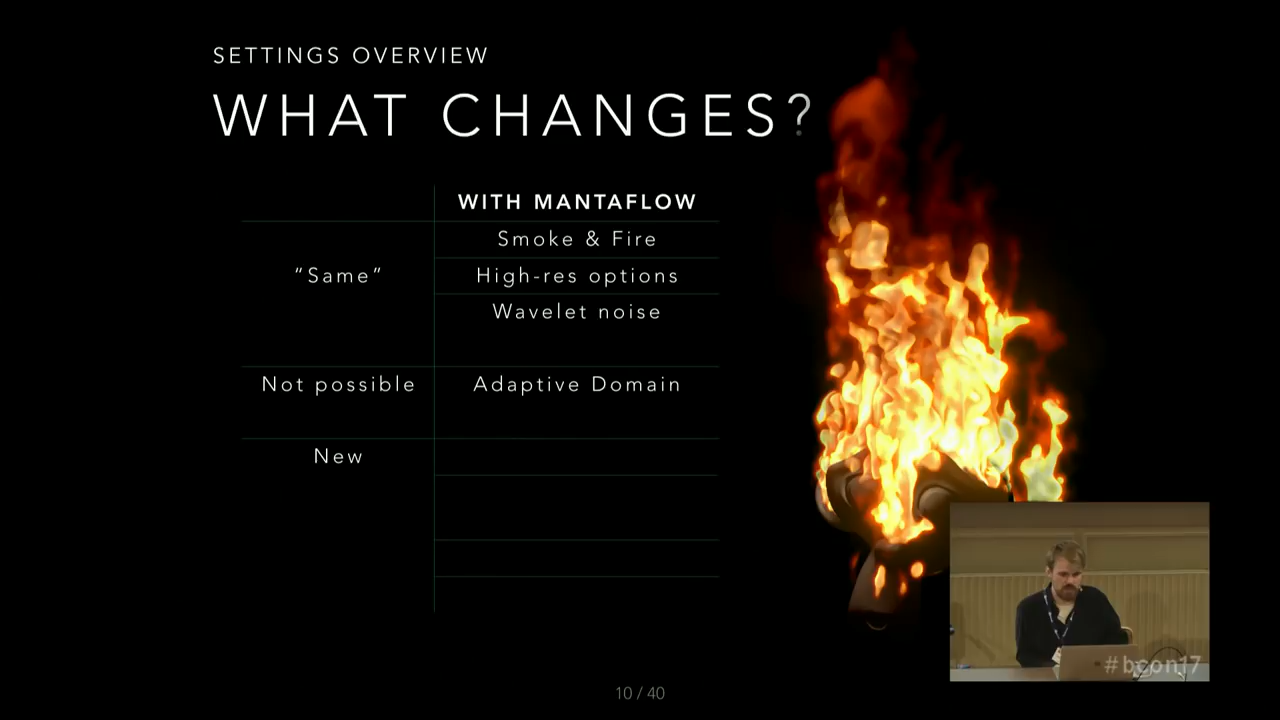 SETTINGS OVERVIEW
WHAT CHANGES?
WITH MANTAFLOW
“Same”
Smoke & Fire
High-res options
Wavelet noise
Not possible
Adaptive Domain
New
#bcon17
10 / 40